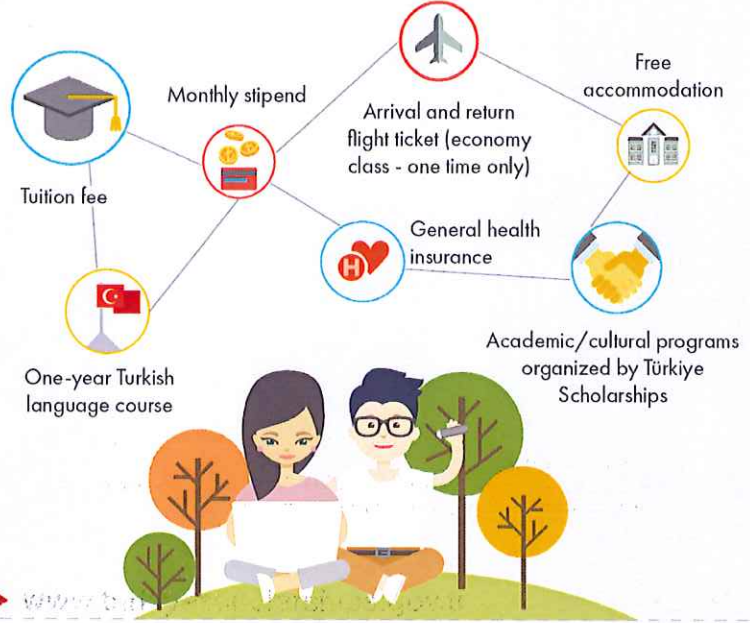 Monthly stipend
Tuition fee
Arrival and return
flight ticket (economy
class - one time only)
Free
accommodation
General health
insurance
One-year Turkish
language course
Academic/cultural programs
organized by Türkiye
Scholarships
H